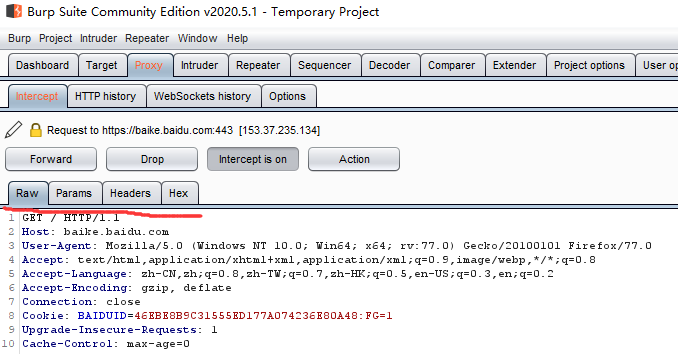 Burp Suite Community Edition v2020.5.1 - Temporary Project
Burp Project Intruder Repeater Window Help
Dashboard Target Proxy Intruder Repeater Sequencer Decoder Comparer Extender Project options User op
Intercept HTTP history WebSockets history Options
Request to https://baike.baidu.com:443 [153.37.235.134]
Forward Drop Intercept is on Action
Raw Params Headers Hex
1 GET / HTTP/1.1
2 Host: baike.baidu.com
3 User-Agent: Mozilla/5.0 (Windows NT 10.0; Win64; x64; rv:77.0) Gecko/20100101 Firefox/77.0
4 Accept: text/html,application/xhtml+xml,application/xml;q=0.9,image/webp,*/*;q=0.8
5 Accept-Language: zh-CN,zh;q=0.8,zh-TW;q=0.7,zh-HK;q=0.5,en-US;q=0.3,en;q=0.2
6 Accept-Encoding: gzip, deflate
7 Connection: close
8 Cookie: BAIDUID=46EBE8B9C31555ED177A074236E80A48:FG=1
9 Upgrade-Insecure-Requests: 1
10 Cache-Control: max-age=0